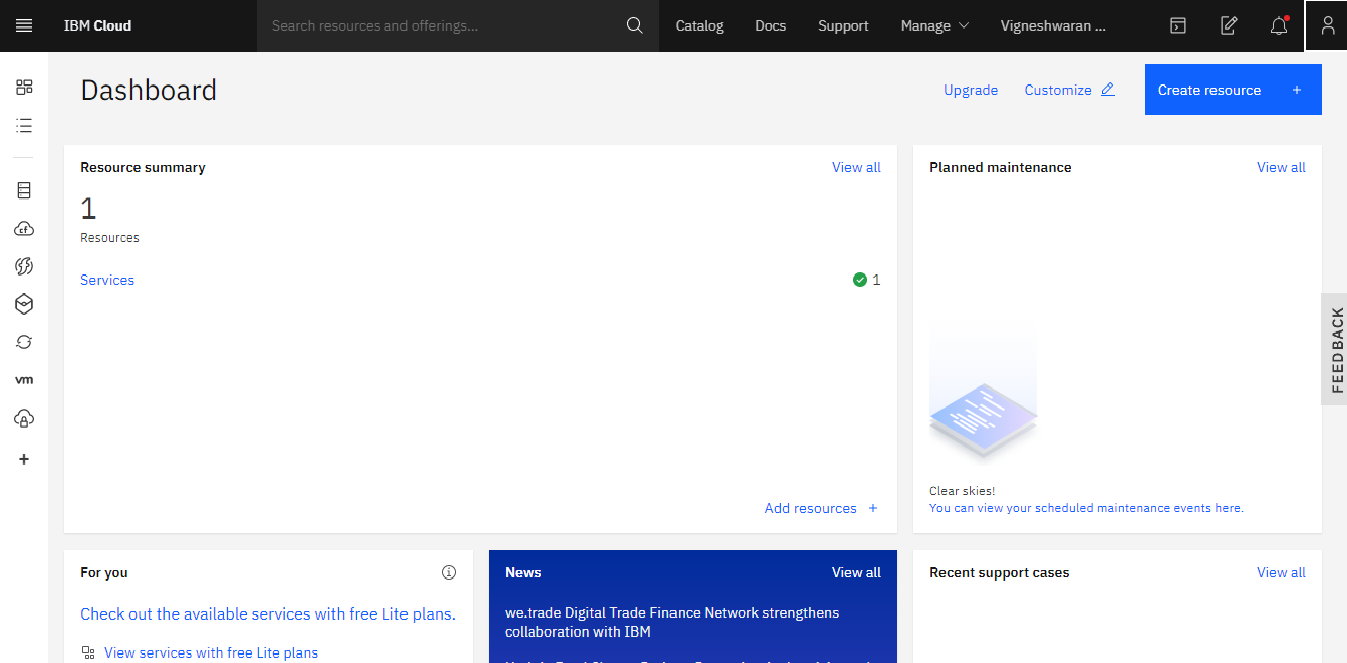 IBM Cloud
Search resources and offerings...
Catalog
Docs
Support
Manage
Vigneshwaran ...
Dashboard
Upgrade
Customize
Create resource +
Resource summary
View all
1
Resources
Services
1
Add resources +
Planned maintenance
View all
Clear skies!
You can view your scheduled maintenance events here.
FEEDBACK
cf
vm
+
For you
Check out the available services with free Lite plans.
View services with free Lite plans
News
View all
we.trade Digital Trade Finance Network strengthens
collaboration with IBM
Recent support cases
View all